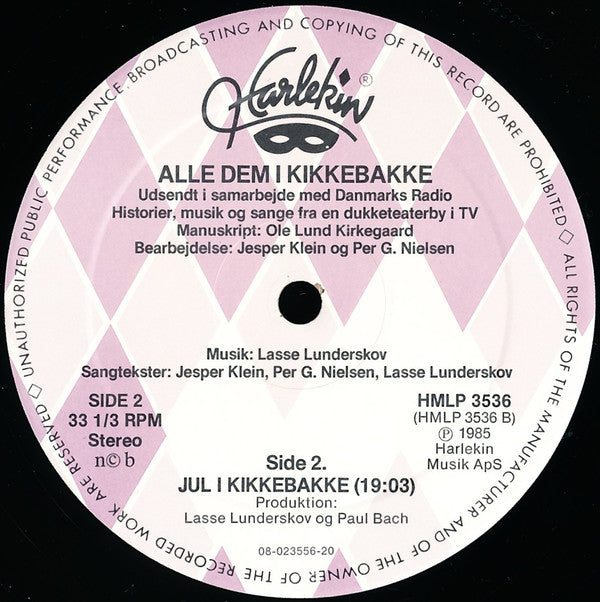 Harlekin®
ALLE DEM I KIKKEBAKKE
Udsendt i samarbejde med Danmarks Radio
Historier, musik og sange fra en dukketeaterby i TV
Manuskript: Ole Lund Kirkegaard
Bearbejdelse: Jesper Klein og Per G. Nielsen
Musik: Lasse Lunderskov
Sangtekster: Jesper Klein, Per G. Nielsen, Lasse Lunderskov
SIDE 2
33 1/3 RPM
Stereo
n©b
HMLP 3536
(HMLP 3536 B)
℗ 1985
Harlekin
Musik ApS
Side 2.
JUL I KIKKEBAKKE (19:03)
Produktion:
Lasse Lunderskov og Paul Bach
08-023556-20
◇ UNAUTHORIZED PUBLIC PERFORMANCE, BROADCASTING AND COPYING OF THIS RECORD ARE PROHIBITED ◇ ALL RIGHTS OF THE MANUFACTURER AND OF THE OWNER OF THE RECORDED WORK ARE RESERVED